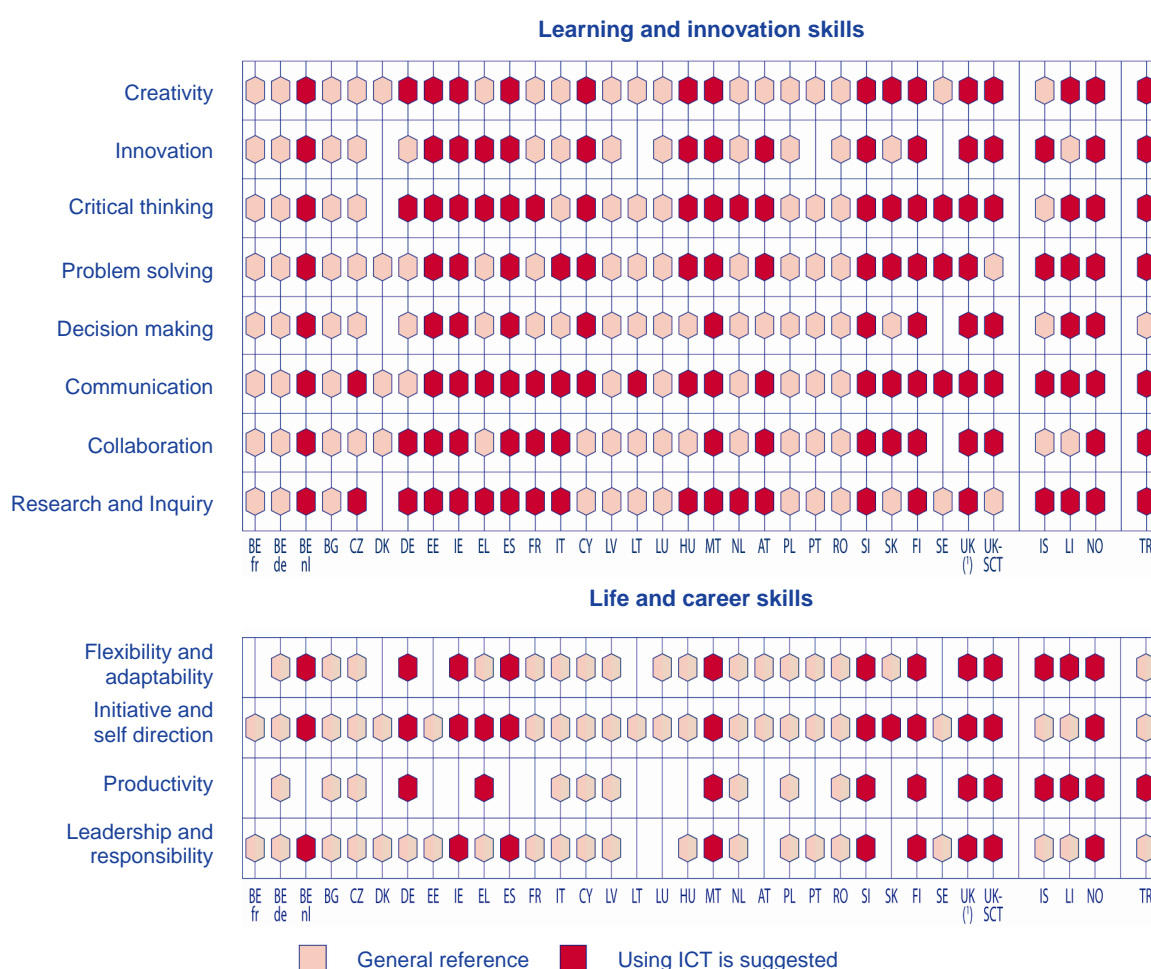 Learning and innovation skills
Creativity
Innovation
Critical thinking
Problem solving
Decision making
Communication
Collaboration
Research and Inquiry
BE BE BE BG CZ DK DE EE IE EL ES FR IT CY LV LT LU HU MT NL AT PL PT RO SI SK FI SE UK UK- IS LI NO TR
fr de nl (¹) SCT
Life and career skills
Flexibility and
adaptability
Initiative and
self direction
Productivity
Leadership and
responsibility
BE BE BE BG CZ DK DE EE IE EL ES FR IT CY LV LT LU HU MT NL AT PL PT RO SI SK FI SE UK UK- IS LI NO TR
fr de nl (¹) SCT
General reference Using ICT is suggested